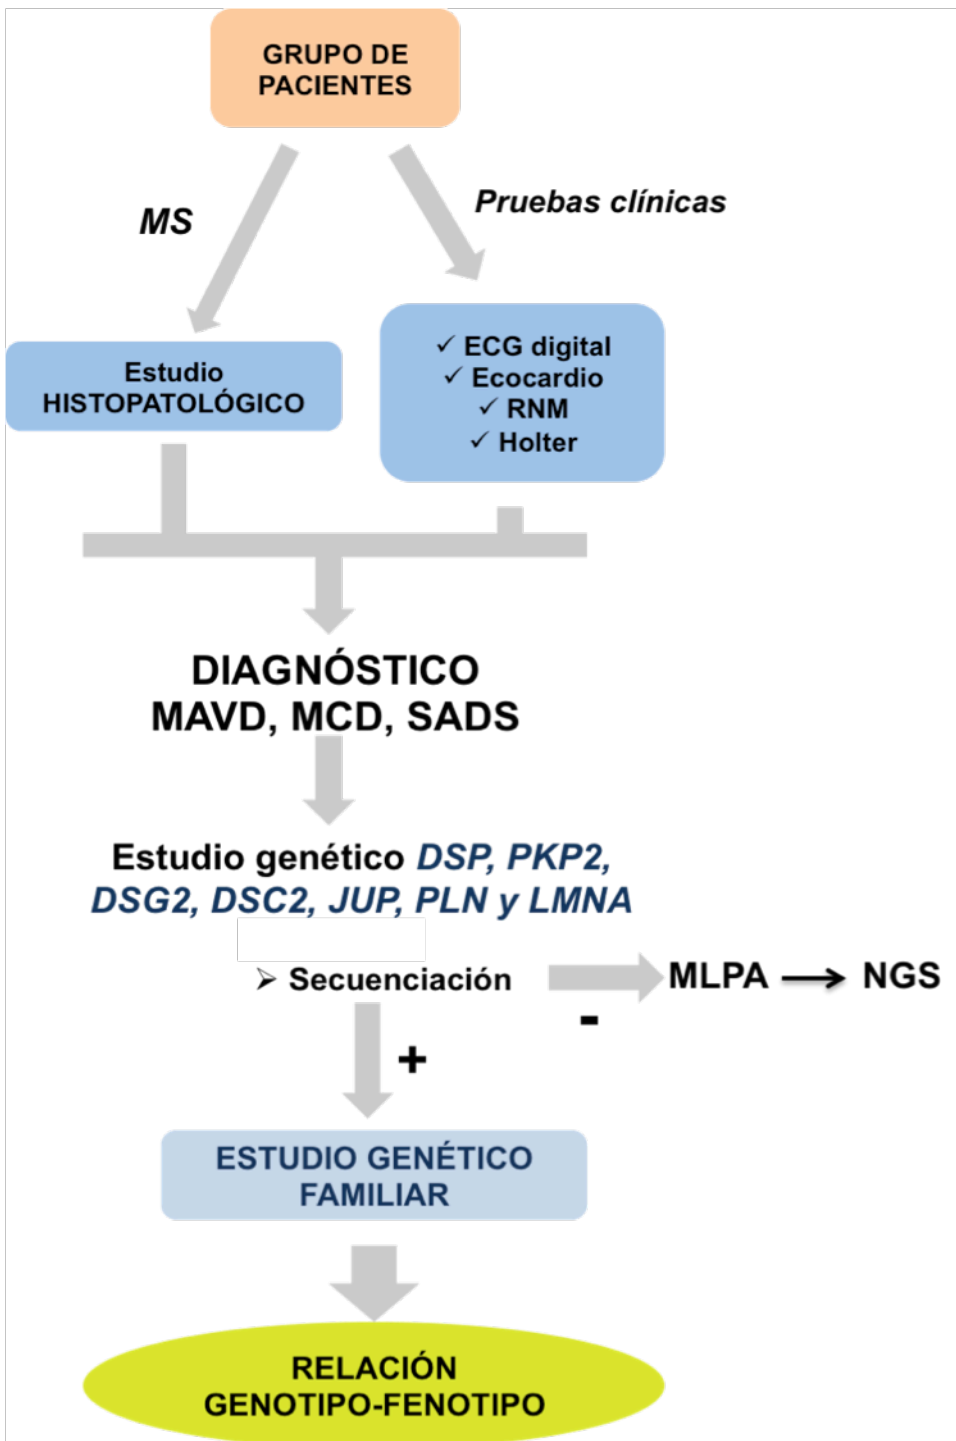 GRUPO DE
PACIENTES
MS
Pruebas clínicas
Estudio
HISTOPATOLÓGICO
✓ ECG digital
✓ Ecocardio
✓ RNM
✓ Holter
DIAGNÓSTICO
MAVD, MCD, SADS
Estudio genético DSP, PKP2,
DSG2, DSC2, JUP, PLN y LMNA
➢ Secuenciación
MLPA → NGS
-
+
ESTUDIO GENÉTICO
FAMILIAR
RELACIÓN
GENOTIPO-FENOTIPO